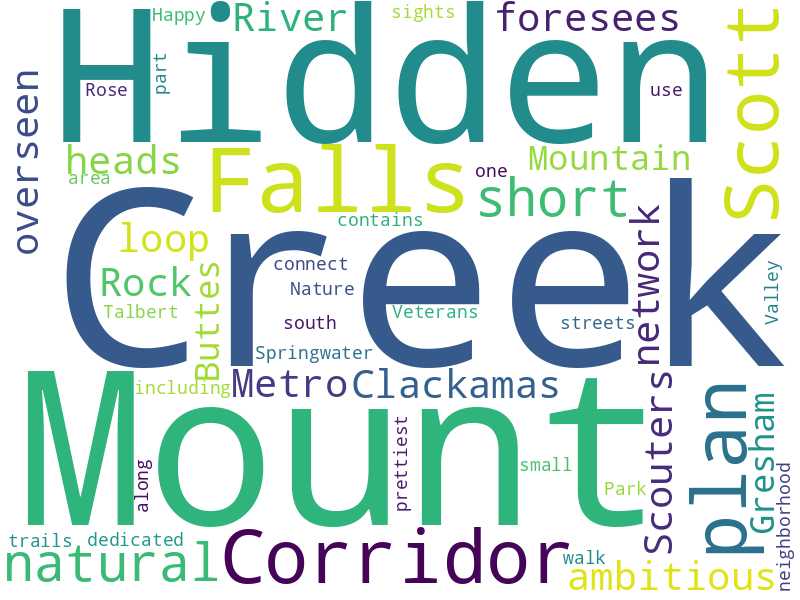 Happy
River
sights
foresees
Scott
Hidden
part
Rose
use
overseen
heads
Falls
one
Mountain
area
short
contains
Creek
loop
network
connect
Rock
Nature
Buttes
Valley
Talbert
south
Veterans
streets
Springwater
including
Metro
Clackamas
Mount
Scouters
plan
Gresham
prettiest
along
small
Park
neighborhood
trails
dedicated
natural
Corridor
walk
ambitious